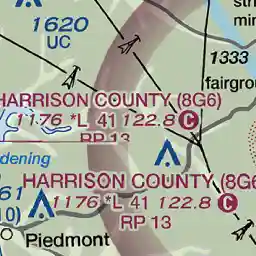 1620
UC
1333
fairgrou
HARRISON COUNTY (8G6)
1176 *L 41 122.8 C
RP 13
dening
61
10)
HARRISON COUNTY (8G6
1176 *L 41 122.8 C
RP 13
Piedmont